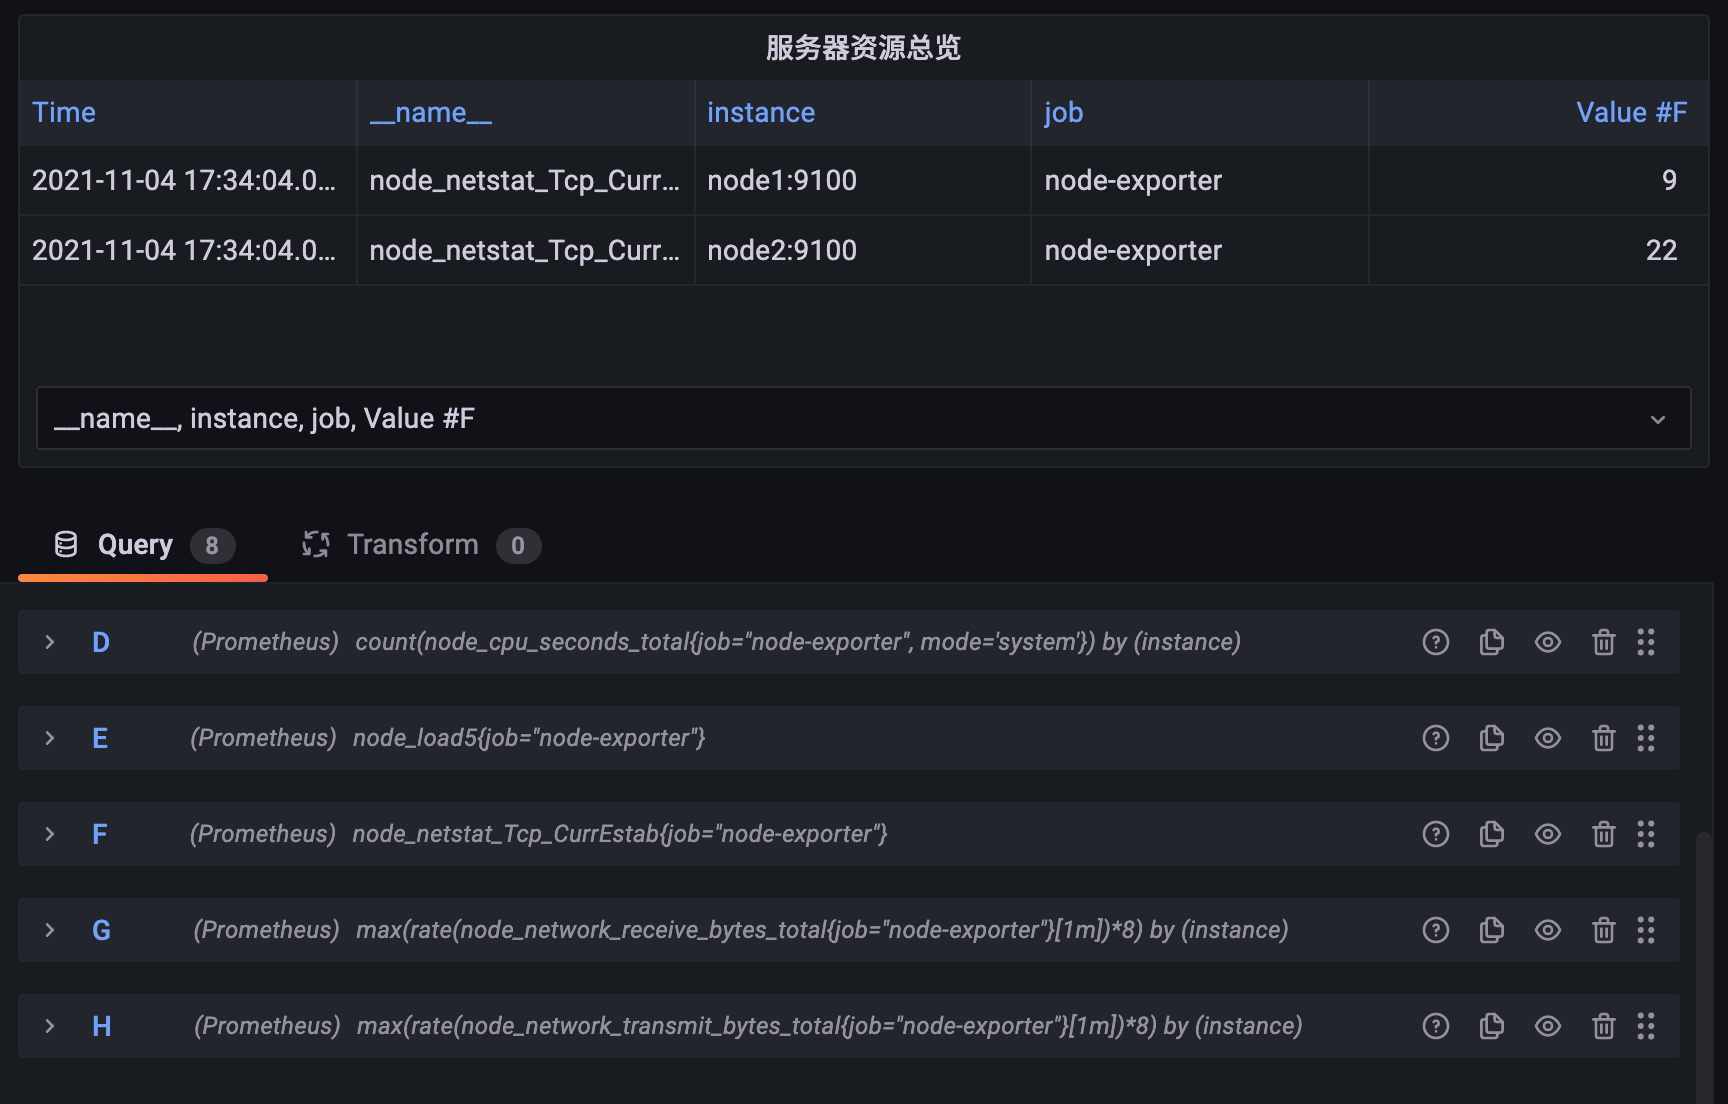 服务器资源总览
Time __name__ instance job Value #F
2021-11-04 17:34:04.0... node_netstat_Tcp_Curr... node1:9100 node-exporter 9
2021-11-04 17:34:04.0... node_netstat_Tcp_Curr... node2:9100 node-exporter 22
__name__, instance, job, Value #F
Query 8 Transform 0
D (Prometheus) count(node_cpu_seconds_total{job="node-exporter", mode='system'}) by (instance)
E (Prometheus) node_load5{job="node-exporter"}
F (Prometheus) node_netstat_Tcp_CurrEstab{job="node-exporter"}
G (Prometheus) max(rate(node_network_receive_bytes_total{job="node-exporter"}[1m])*8) by (instance)
H (Prometheus) max(rate(node_network_transmit_bytes_total{job="node-exporter"}[1m])*8) by (instance)